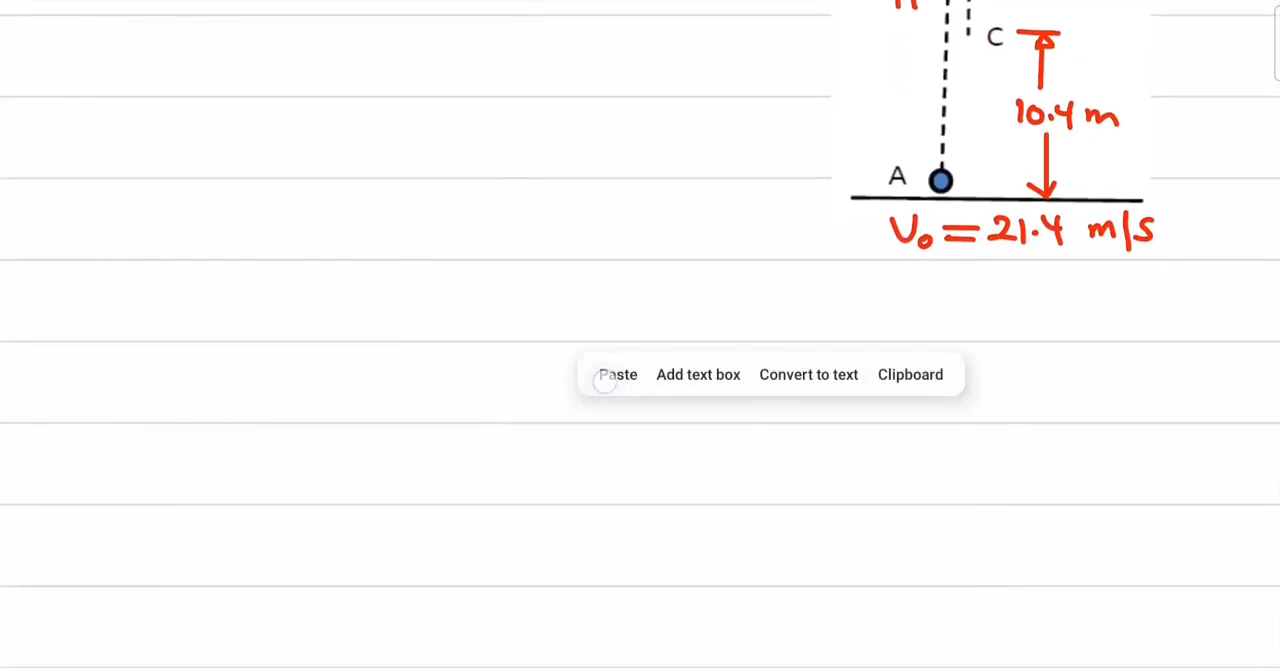 C
10.4 m
A
V₀ = 21.4 m/s
Paste Add text box Convert to text Clipboard